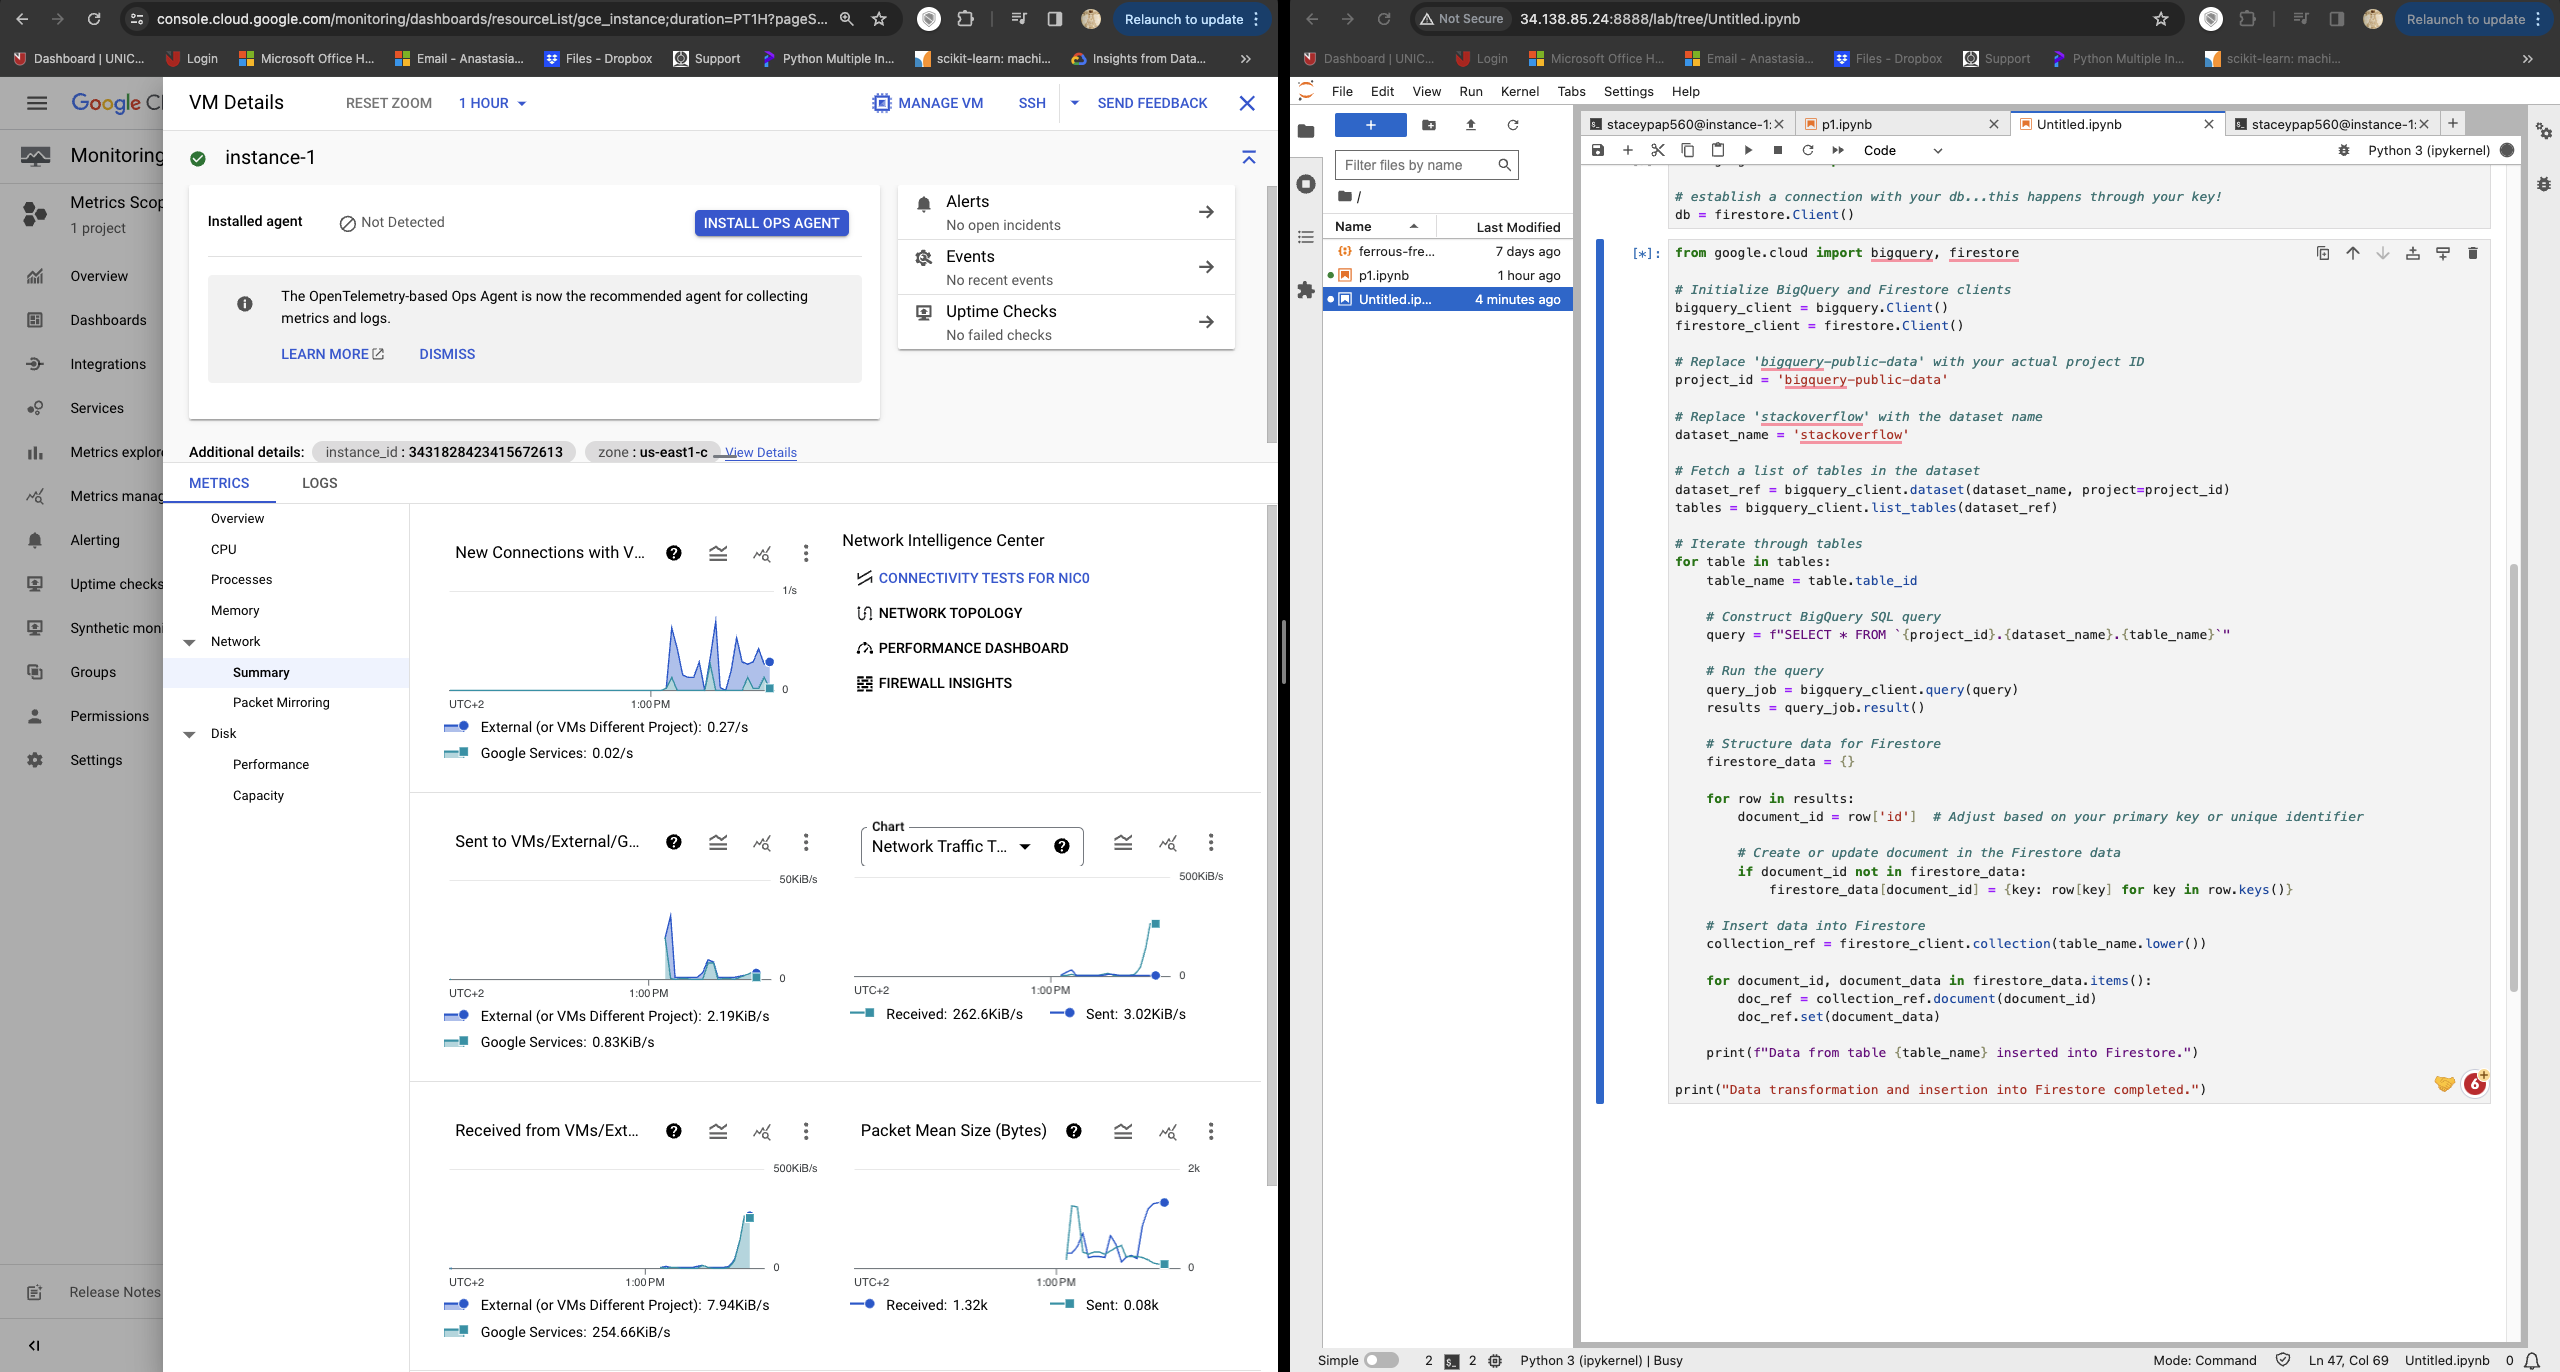 console.cloud.google.com/monitoring/dashboards/resourceList/gce_instance;duration=PT1H?pageS...
Relaunch to update
Dashboard | UNIC...
Login
Microsoft Office H...
Email - Anastasia...
Files - Dropbox
Support
Python Multiple In...
scikit-learn: machi...
Insights from Data...
Google Cl
Monitoring
Metrics Scop
1 project
Overview
Dashboards
Integrations
Services
Metrics explor
Metrics manag
Alerting
Uptime checks
Synthetic moni
Groups
Permissions
Settings
Release Notes
VM Details
RESET ZOOM
1 HOUR
MANAGE VM
SSH
SEND FEEDBACK
instance-1
Installed agent
Not Detected
INSTALL OPS AGENT
The OpenTelemetry-based Ops Agent is now the recommended agent for collecting
metrics and logs.
LEARN MORE
DISMISS
Alerts
No open incidents
Events
No recent events
Uptime Checks
No failed checks
Additional details:
instance_id : 3431828423415672613
zone : us-east1-c
View Details
METRICS
LOGS
Overview
CPU
Processes
Memory
Network
Summary
Packet Mirroring
Disk
Performance
Capacity
New Connections with V...
1/s
0
UTC+2
1:00 PM
External (or VMs Different Project): 0.27/s
Google Services: 0.02/s
Network Intelligence Center
CONNECTIVITY TESTS FOR NIC0
NETWORK TOPOLOGY
PERFORMANCE DASHBOARD
FIREWALL INSIGHTS
Sent to VMs/External/G...
50KiB/s
0
UTC+2
1:00 PM
External (or VMs Different Project): 2.19KiB/s
Google Services: 0.83KiB/s
Chart
Network Traffic T...
500KiB/s
0
UTC+2
1:00 PM
Received: 262.6KiB/s
Sent: 3.02KiB/s
Received from VMs/Ext...
500KiB/s
0
UTC+2
1:00 PM
External (or VMs Different Project): 7.94KiB/s
Google Services: 254.66KiB/s
Packet Mean Size (Bytes)
2k
0
UTC+2
1:00 PM
Received: 1.32k
Sent: 0.08k
Not Secure
34.138.85.24:8888/lab/tree/Untitled.ipynb
Relaunch to update
Dashboard | UNIC...
Login
Microsoft Office H...
Email - Anastasia...
Files - Dropbox
Support
Python Multiple In...
scikit-learn: machi...
File
Edit
View
Run
Kernel
Tabs
Settings
Help
Filter files by name
/
Name
Last Modified
ferrous-fre...
7 days ago
p1.ipynb
1 hour ago
Untitled.ip...
4 minutes ago
staceypap560@instance-1:
p1.ipynb
Untitled.ipynb
staceypap560@instance-1:
Code
Python 3 (ipykernel)
# establish a connection with your db...this happens through your key!
db = firestore.Client()
[*]:
from google.cloud import bigquery, firestore
# Initialize BigQuery and Firestore clients
bigquery_client = bigquery.Client()
firestore_client = firestore.Client()
# Replace 'bigquery-public-data' with your actual project ID
project_id = 'bigquery-public-data'
# Replace 'stackoverflow' with the dataset name
dataset_name = 'stackoverflow'
# Fetch a list of tables in the dataset
dataset_ref = bigquery_client.dataset(dataset_name, project=project_id)
tables = bigquery_client.list_tables(dataset_ref)
# Iterate through tables
for table in tables:
    table_name = table.table_id
    # Construct BigQuery SQL query
    query = f"SELECT * FROM `{project_id}.{dataset_name}.{table_name}`"
    # Run the query
    query_job = bigquery_client.query(query)
    results = query_job.result()
    # Structure data for Firestore
    firestore_data = {}
    for row in results:
        document_id = row['id']  # Adjust based on your primary key or unique identifier
        # Create or update document in the Firestore data
        if document_id not in firestore_data:
            firestore_data[document_id] = {key: row[key] for key in row.keys()}
    # Insert data into Firestore
    collection_ref = firestore_client.collection(table_name.lower())
    for document_id, document_data in firestore_data.items():
        doc_ref = collection_ref.document(document_id)
        doc_ref.set(document_data)
    print(f"Data from table {table_name} inserted into Firestore.")
print("Data transformation and insertion into Firestore completed.")
6
Simple
2
2
Python 3 (ipykernel) | Busy
Mode: Command
Ln 47, Col 69
Untitled.ipynb
0